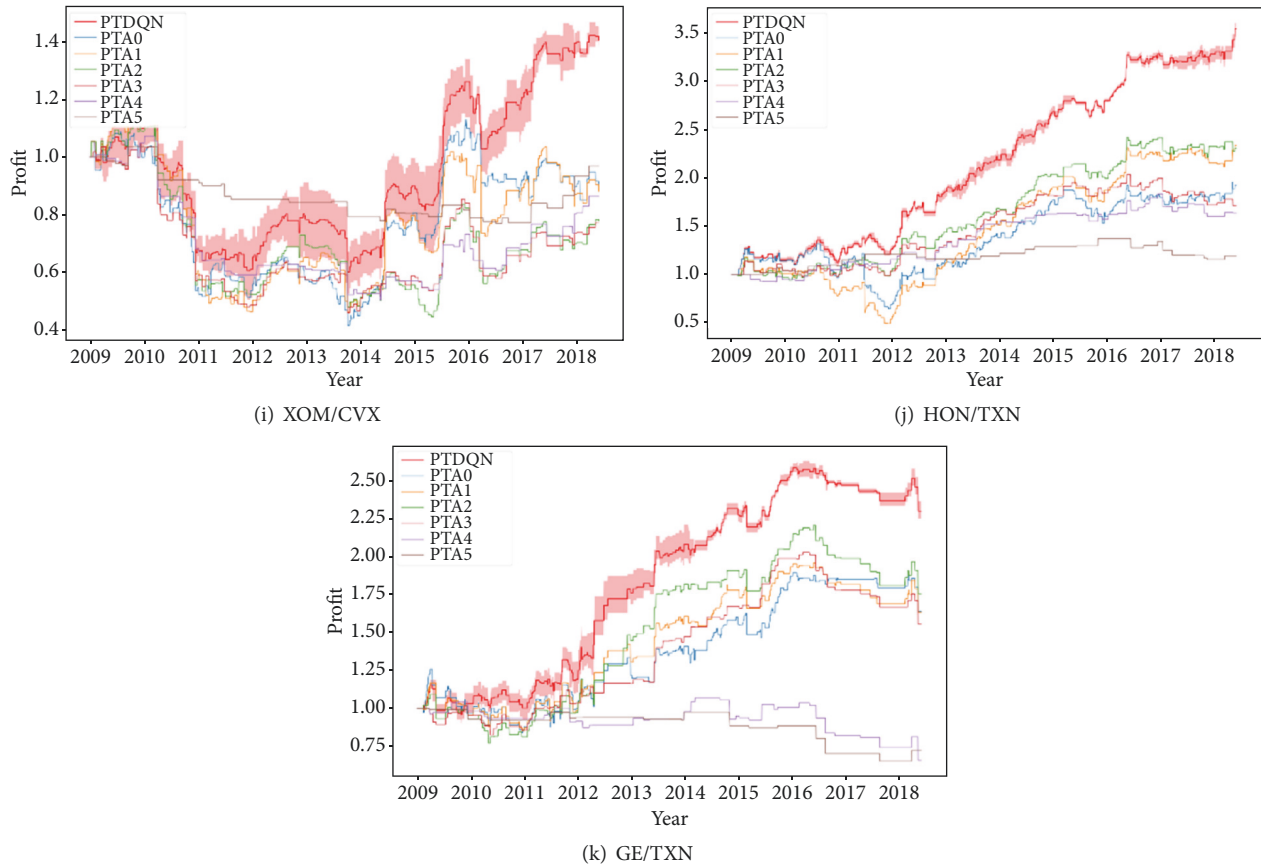 PTDQN
PTA0
PTA1
PTA2
PTA3
PTA4
PTA5
1.4
1.2
1.0
0.8
0.6
0.4
Profit
2009 2010 2011 2012 2013 2014 2015 2016 2017 2018
Year
(i) XOM/CVX
PTDQN
PTA0
PTA1
PTA2
PTA3
PTA4
PTA5
3.5
3.0
2.5
2.0
1.5
1.0
0.5
Profit
2009 2010 2011 2012 2013 2014 2015 2016 2017 2018
Year
(j) HON/TXN
PTDQN
PTA0
PTA1
PTA2
PTA3
PTA4
PTA5
2.50
2.25
2.00
1.75
1.50
1.25
1.00
0.75
Profit
2009 2010 2011 2012 2013 2014 2015 2016 2017 2018
Year
(k) GE/TXN